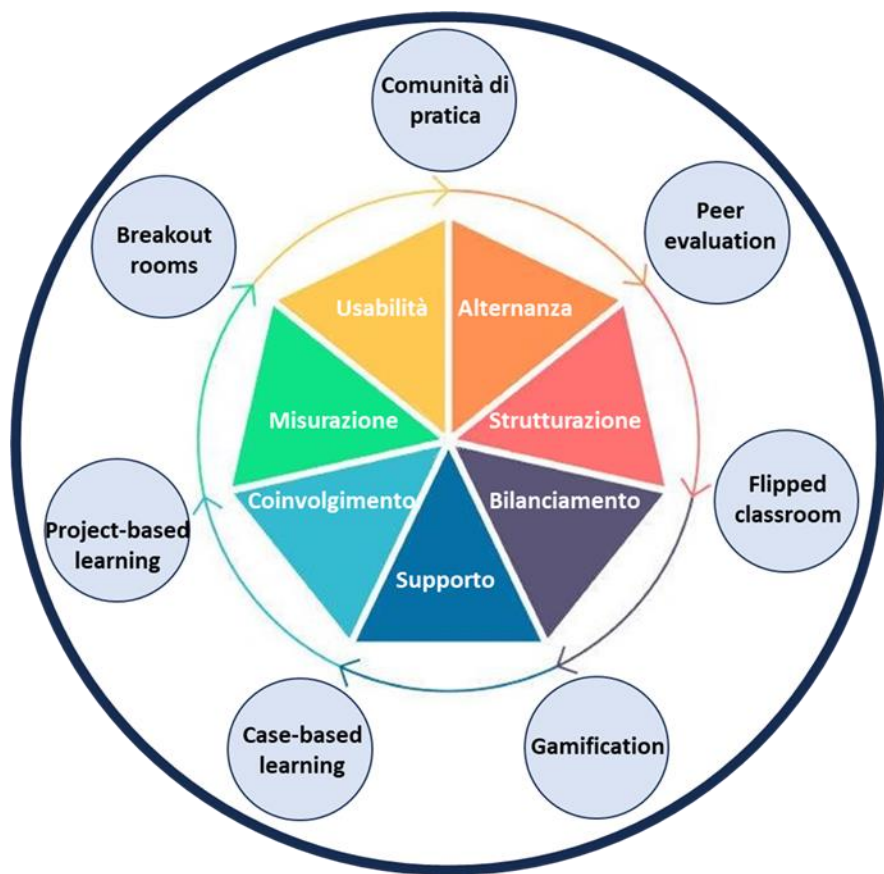 Comunità di
pratica
Peer
evaluation
Flipped
classroom
Gamification
Case-based
learning
Project-based
learning
Breakout
rooms
Usabilità
Alternanza
Strutturazione
Bilanciamento
Supporto
Coinvolgimento
Misurazione